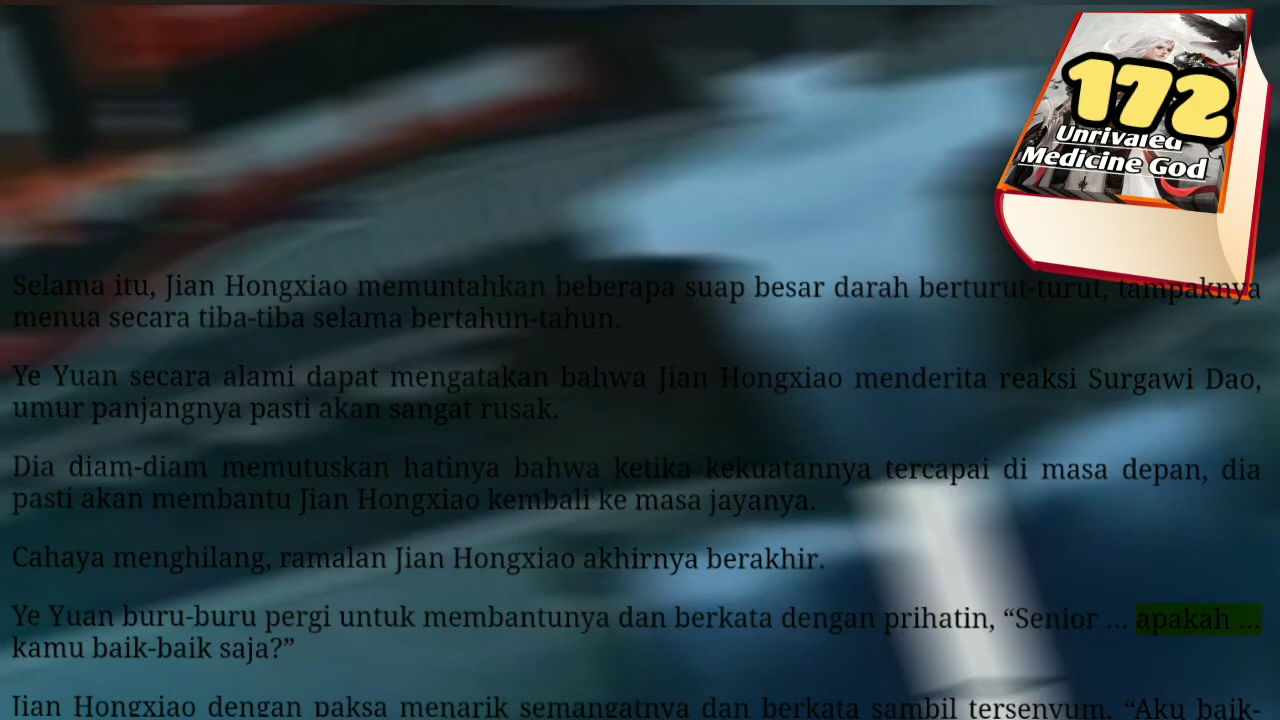 172
Unrivaled
Medicine God
Selama itu, Jian Hongxiao memuntahkan beberapa suap besar darah berturut-turut, tampaknya
menua secara tiba-tiba selama bertahun-tahun.
Ye Yuan secara alami dapat mengatakan bahwa Jian Hongxiao menderita reaksi Surgawi Dao,
umur panjangnya pasti akan sangat rusak.
Dia diam-diam memutuskan hatinya bahwa ketika kekuatannya tercapai di masa depan, dia
pasti akan membantu Jian Hongxiao kembali ke masa jayanya.
Cahaya menghilang, ramalan Jian Hongxiao akhirnya berakhir.
Ye Yuan buru-buru pergi untuk membantunya dan berkata dengan prihatin, “Senior ... apakah ...
kamu baik-baik saja?”
Jian Hongxiao dengan paksa menarik semangatnya dan berkata sambil tersenyum, “Aku baik-